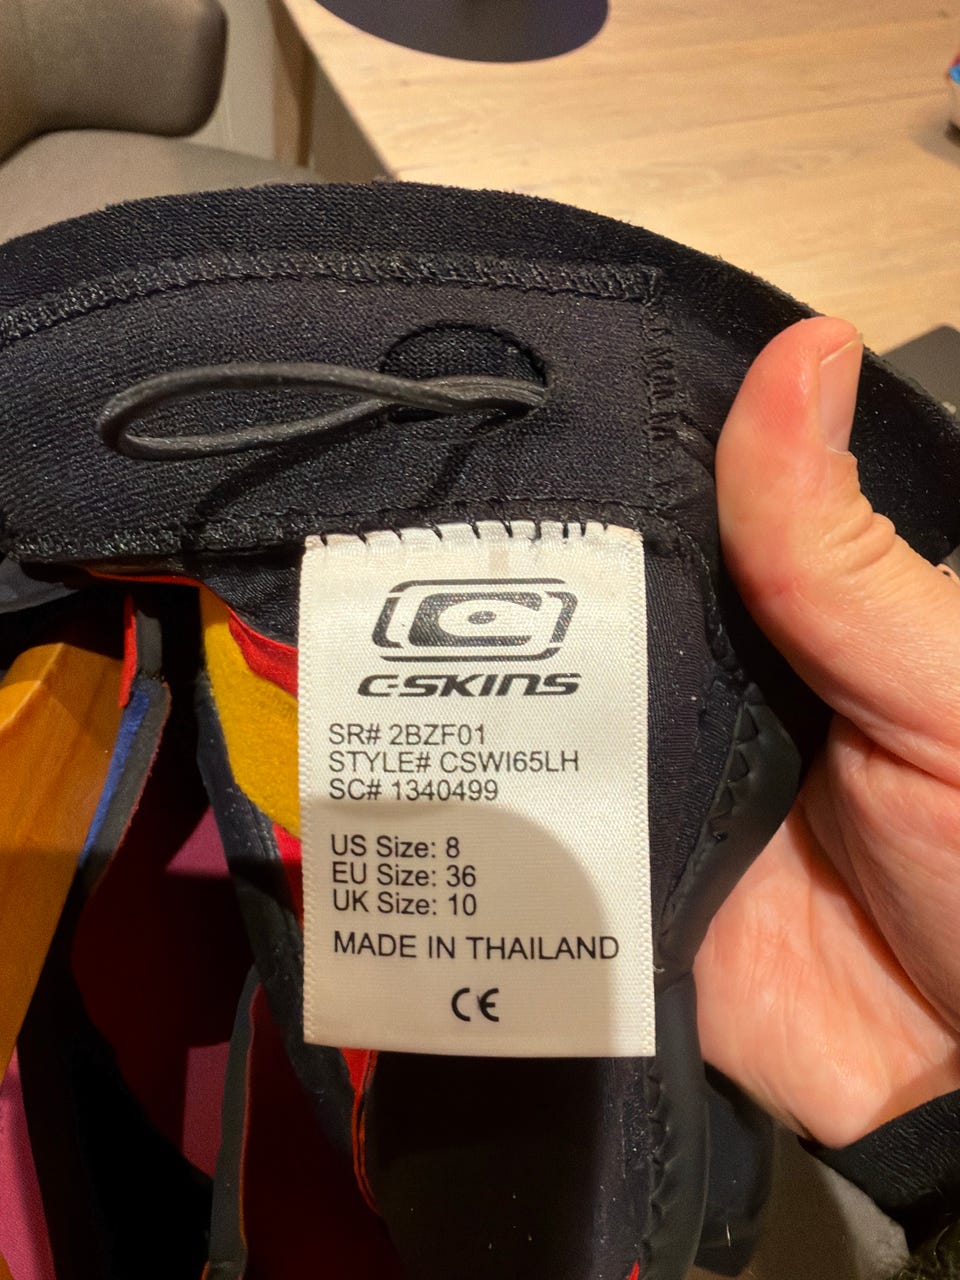 C-SKINS
SR# 2BZF01
STYLE# CSWI65LH
SC# 1340499
US Size: 8
EU Size: 36
UK Size: 10
MADE IN THAILAND
CE